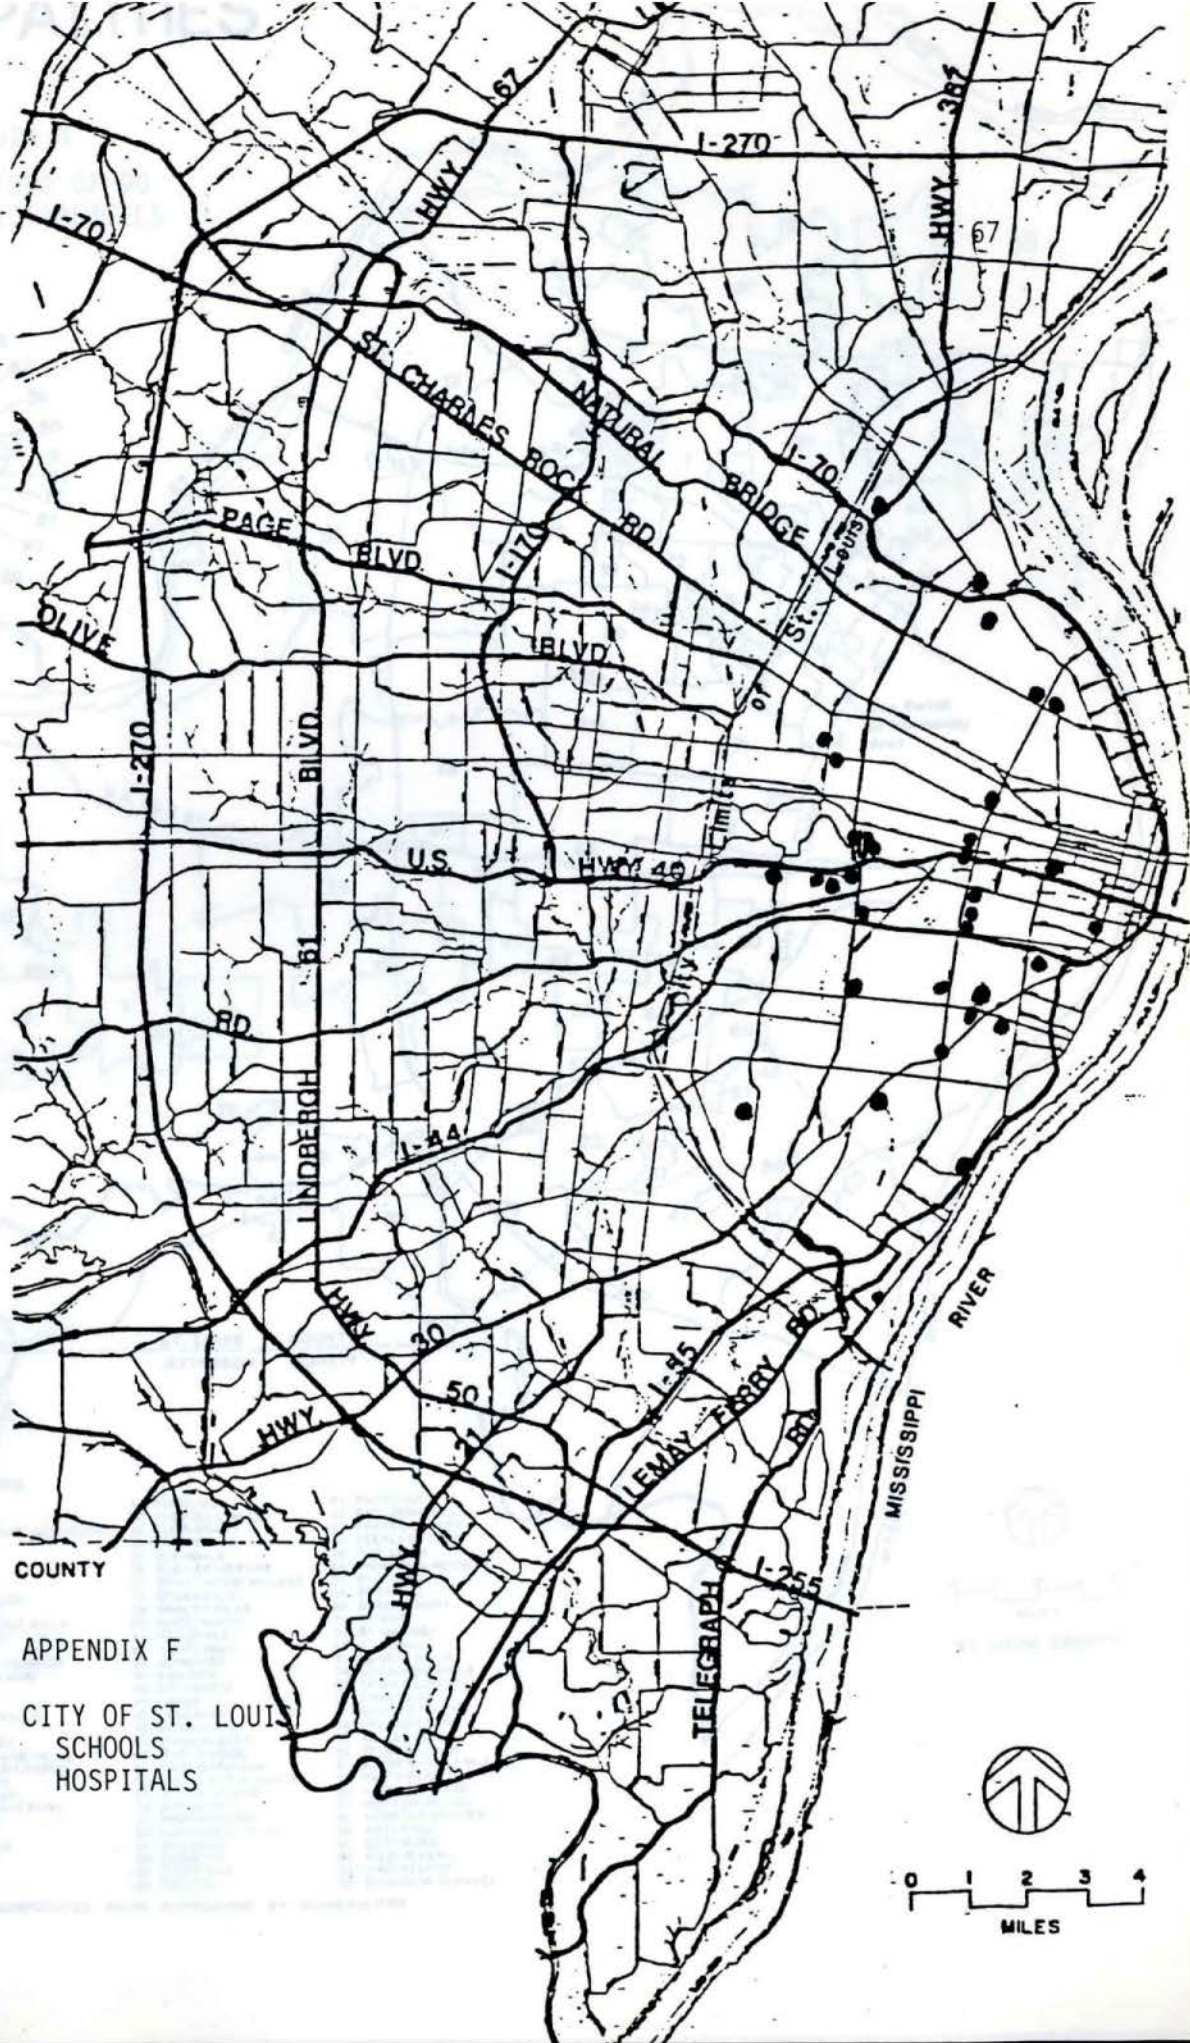 67
HWY
I-270
HWY 367
67
I-70
ST. CHARLES ROCK RD.
NATURAL BRIDGE
I-70
PAGE BLVD
I-170
OLIVE BLVD
City Limits of St. Louis
I-270
BLVD
U.S. HWY 40
61
RD.
LINDBERGH
I-44
HWY
30
50
HWY
21
I-55
LEMAY FERRY RD.
RD.
RIVER
MISSISSIPPI
HWY
I-255
TELEGRAPH
COUNTY
APPENDIX F
CITY OF ST. LOUIS
SCHOOLS
HOSPITALS
0 1 2 3 4
MILES